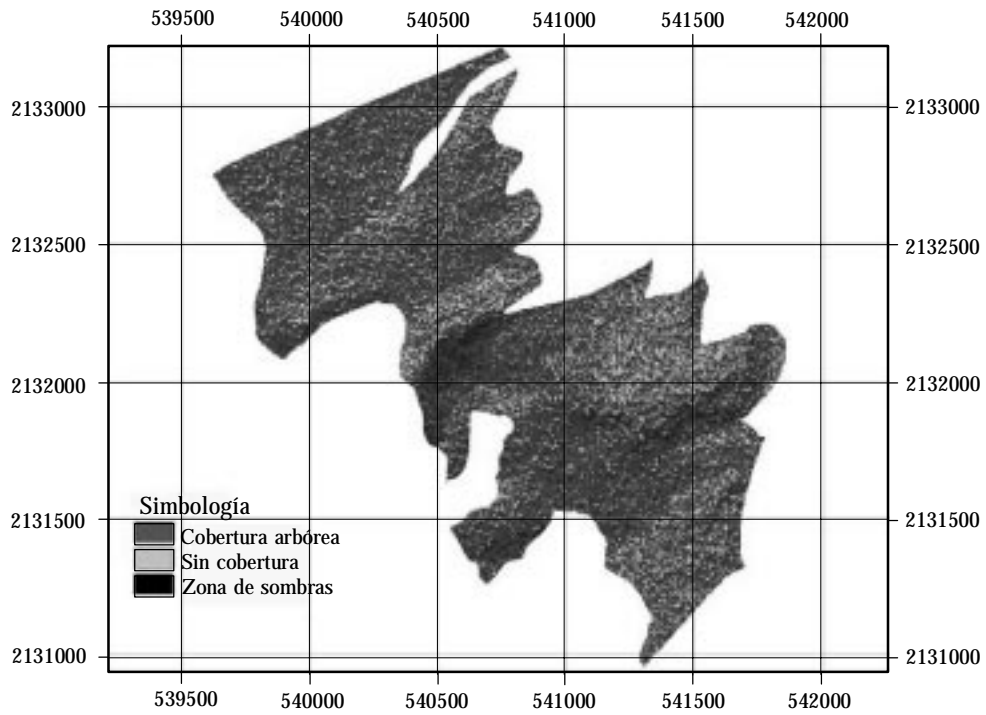 539500 540000 540500 541000 541500 542000
2133000 2133000
2132500 2132500
2132000 2132000
2131500 2131500
2131000 2131000
Simbología
Cobertura arbórea
Sin cobertura
Zona de sombras
539500 540000 540500 541000 541500 542000